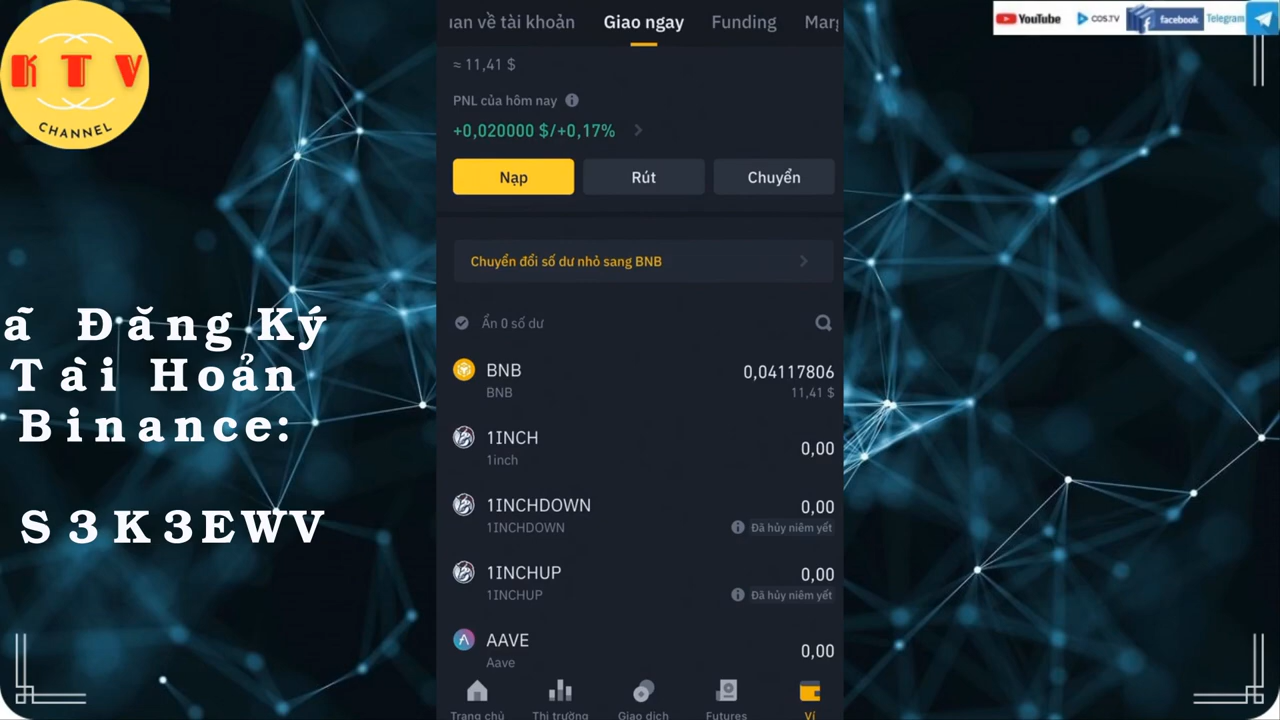 KTV
CHANNEL
ã Đăng Ký
Tài Hoản
Binance:
S3K3EWV
YouTube
COS.TV
facebook
Telegram
uan về tài khoản
Giao ngay
Funding
Marg
≈ 11,41 $
PNL của hôm nay
+0,020000 $/+0,17%
Nạp
Rút
Chuyển
Chuyển đổi số dư nhỏ sang BNB
Ẩn 0 số dư
BNB
0,04117806
BNB
11,41 $
1INCH
0,00
1inch
1INCHDOWN
0,00
1INCHDOWN
Đã hủy niêm yết
1INCHUP
0,00
1INCHUP
Đã hủy niêm yết
AAVE
0,00
Aave
Trang chủ
Thị trường
Giao dịch
Futures
Ví